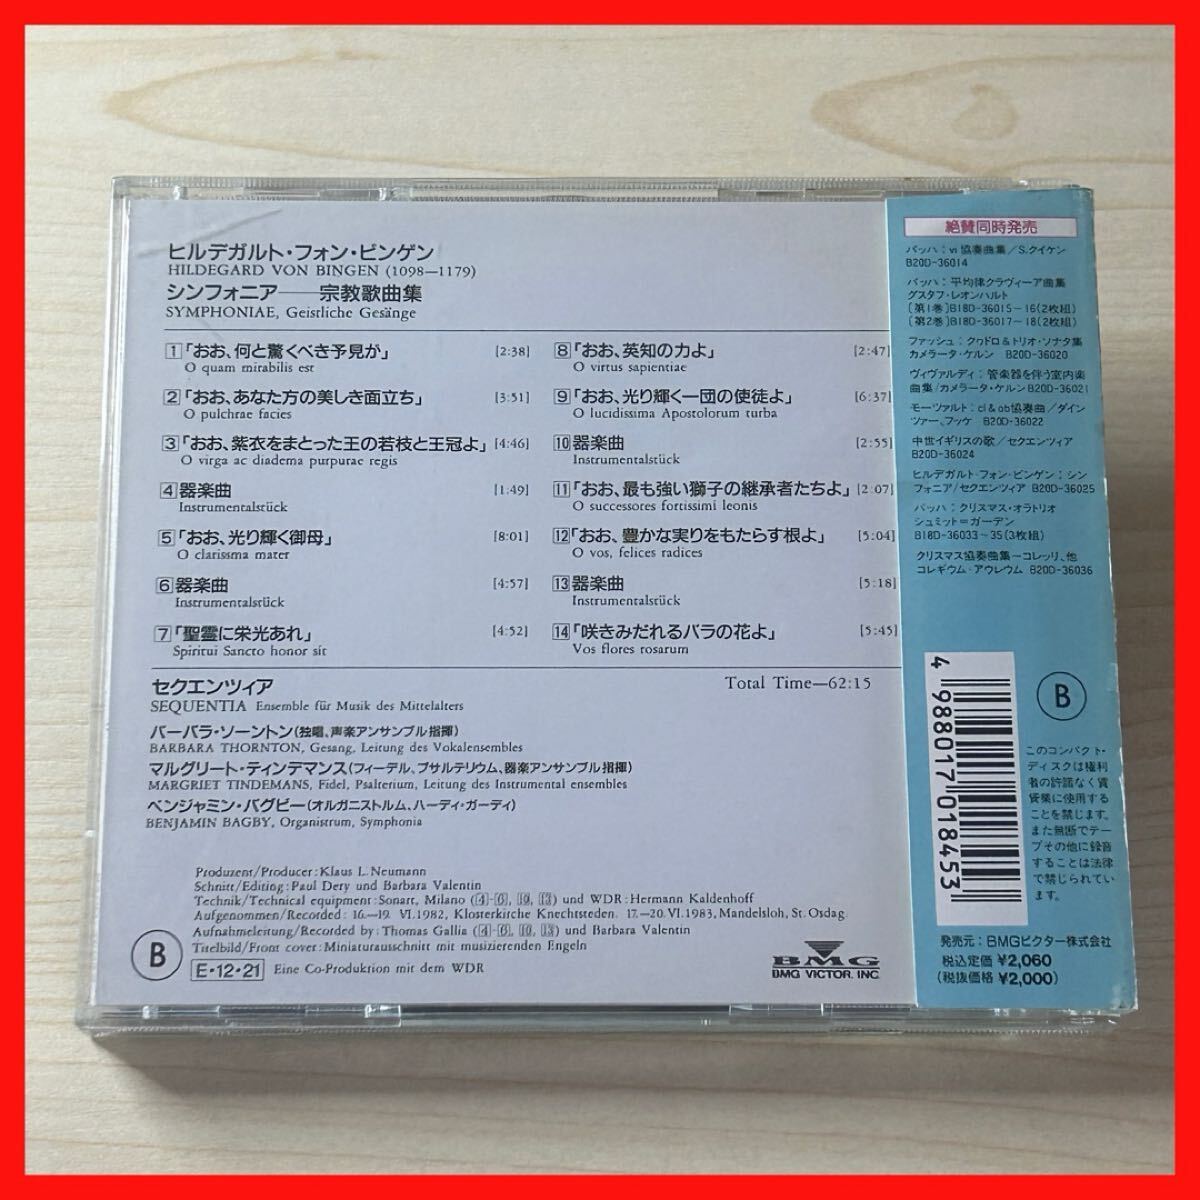 ヒルデガルト・フォン・ビンゲン
HILDEGARD VON BINGEN (1098—1179)
シンフォニア——宗教歌曲集
SYMPHONIAE, Geistliche Gesänge
1「おお、何と驚くべき予見が」 [2:38]
O quam mirabilis est
2「おお、あなた方の美しき面立ち」 [3:51]
O pulchrae facies
3「おお、紫衣をまとった王の若枝と王冠よ」 [4:46]
O virga ac diadema purpurae regis
4 器楽曲 [1:49]
Instrumentalstück
5「おお、光り輝く御母」 [8:01]
O clarissma mater
6 器楽曲 [4:57]
Instrumentalstück
7「聖霊に栄光あれ」 [4:52]
Spiritui Sancto honor sit
8「おお、英知の力よ」 [2:47]
O virtus sapientiae
9「おお、光り輝く一団の使徒よ」 [6:37]
O lucidissima Apostolorum turba
10 器楽曲 [2:55]
Instrumentalstück
11「おお、最も強い獅子の継承者たちよ」 [2:07]
O successores fortissimi leonis
12「おお、豊かな実りをもたらす根よ」 [5:04]
O vos, felices radices
13 器楽曲 [5:18]
Instrumentalstück
14「咲きみだれるバラの花よ」 [5:45]
Vos flores rosarum
セクエンツィア
SEQUENTIA Ensemble für Musik des Mittelalters
Total Time—62:15
バーバラ・ソーントン(独唱、声楽アンサンブル指揮)
BARBARA THORNTON, Gesang, Leitung des Vokalensembles
マルグリート・ティンデマンス(フィーデル、プサルテリウム、器楽アンサンブル指揮)
MARGRIET TINDEMANS, Fidel, Psalterium, Leitung des Instrumental ensembles
ベンジャミン・バグビー(オルガニストルム、ハーディ・ガーディ)
BENJAMIN BAGBY, Organistrum, Symphonia
Produzent/Producer: Klaus L. Neumann
Schnitt/Editing: Paul Dery und Barbara Valentin
Technik/Technical equipment: Sonart, Milano (4-6, 10, 13) und WDR: Hermann Kaldenhoff
Aufgenommen/Recorded: 16.—19. VI. 1982, Klosterkirche Knechtsteden. 17.—20. VI. 1983, Mandelsloh, St. Osdag
Aufnahmeleitung/Recorded by: Thomas Gallia (4-6, 10, 13) und Barbara Valentin
Titelbild/Front cover: Miniaturausschnitt mit musizierenden Engeln
B
E・12・21 Eine Co-Produktion mit dem WDR
BMG
BMG VICTOR, INC.
絶賛同時発売
バッハ：vl協奏曲集／S.クイケン
B20D-36014
バッハ：平均律クラヴィーア曲集
グスタフ・レオンハルト
〔第1巻〕B18D-36015〜16(2枚組)
〔第2巻〕B18D-36017〜18(2枚組)
ファッシュ：クヮドロ＆トリオ・ソナタ集
カメラータ・ケルン B20D-36020
ヴィヴァルディ：管楽器を伴う室内楽
曲集／カメラータ・ケルンB20D-36021
モーツァルト：cl＆ob協奏曲／ダイン
ツァー、フッケ B20D-36022
中世イギリスの歌／セクエンツィア
B20D-36024
ヒルデガルト・フォン・ビンゲン：シン
フォニア／セクエンツィア B20D-36025
バッハ：クリスマス・オラトリオ
シュミット＝ガーデン
B18D-36033〜35(3枚組)
クリスマス協奏曲集〜コレッリ、他
コレギウム・アウレウム B20D-36036
4 988017 018453
B
このコンパクト・
ディスクは権利
者の許諾なく賃
貸業に使用する
ことを禁じます。
また無断でテー
プその他に録音
することは法律
で禁じられてい
ます。
発売元：BMGビクター株式会社
税込定価 ¥2,060
(税抜価格 ¥2,000)